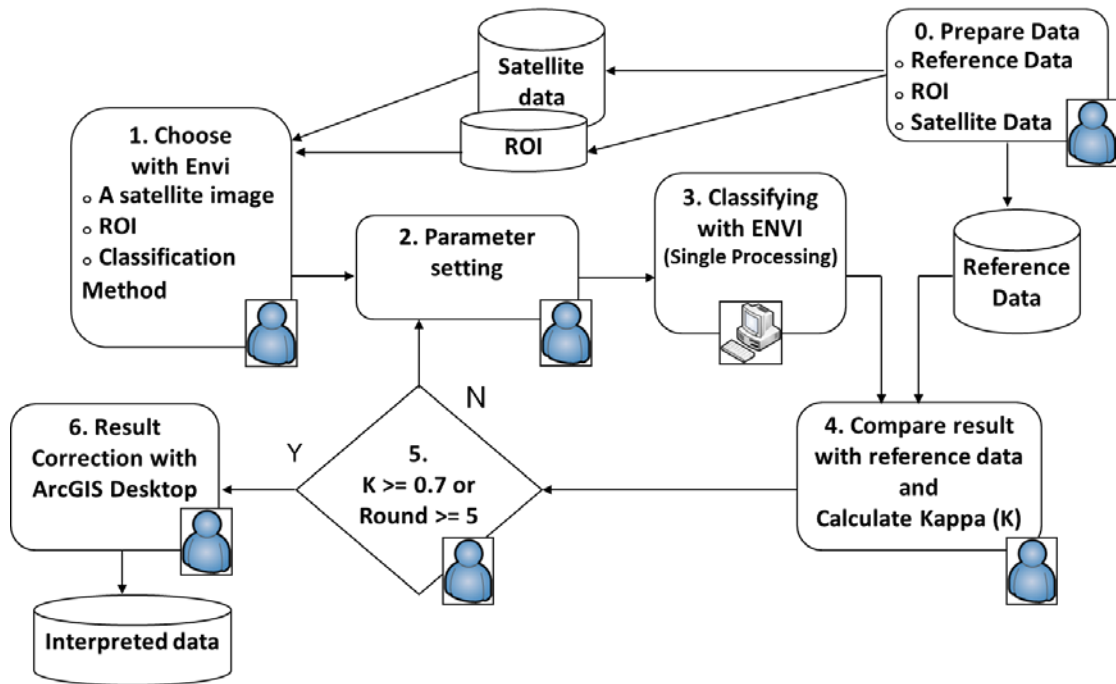 0. Prepare Data
Reference Data
ROI
Satellite Data
Satellite
data
ROI
1. Choose
with Envi
A satellite image
ROI
Classification
Method
2. Parameter
setting
3. Classifying
with ENVI
(Single Processing)
Reference
Data
4. Compare result
with reference data
and
Calculate Kappa (K)
5.
K >= 0.7 or
Round >= 5
N
Y
6. Result
Correction with
ArcGIS Desktop
Interpreted data